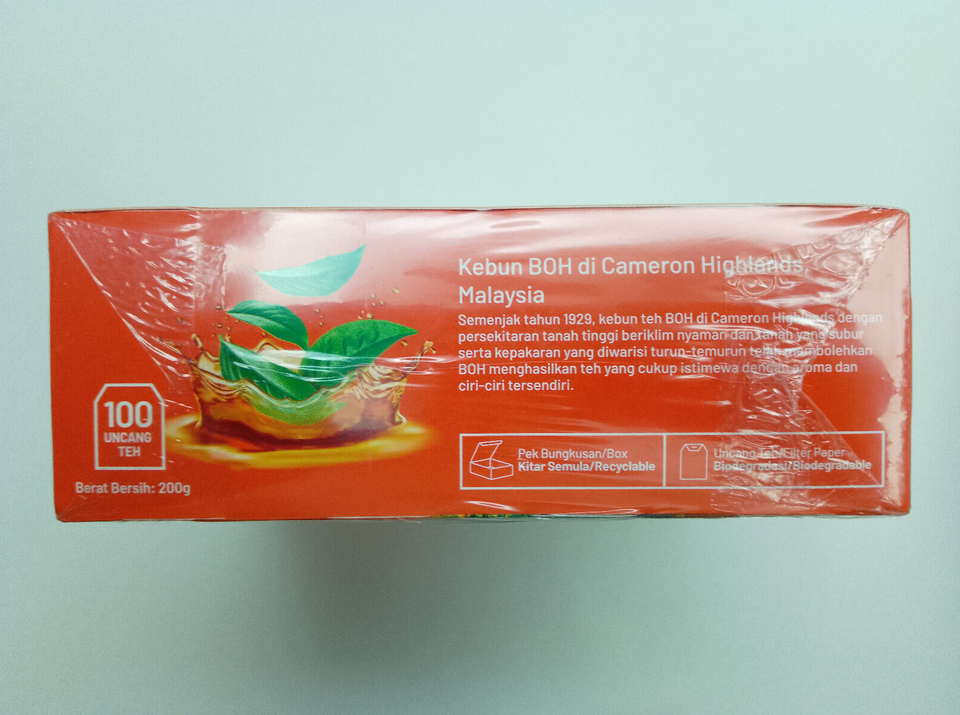 Kebun BOH di Cameron Highlands,
Malaysia
Semenjak tahun 1929, kebun teh BOH di Cameron Highlands dengan
persekitaran tanah tinggi beriklim nyaman dan tanah yang subur
serta kepakaran yang diwarisi turun-temurun telah membolehkan
BOH menghasilkan teh yang cukup istimewa dengan aroma dan
ciri-ciri tersendiri.
100
UNCANG
TEH
Berat Bersih: 200g
Pek Bungkusan/Box
Kitar Semula/Recyclable
Uncang Teh/Filter Paper
Biodegradasi/Biodegradable